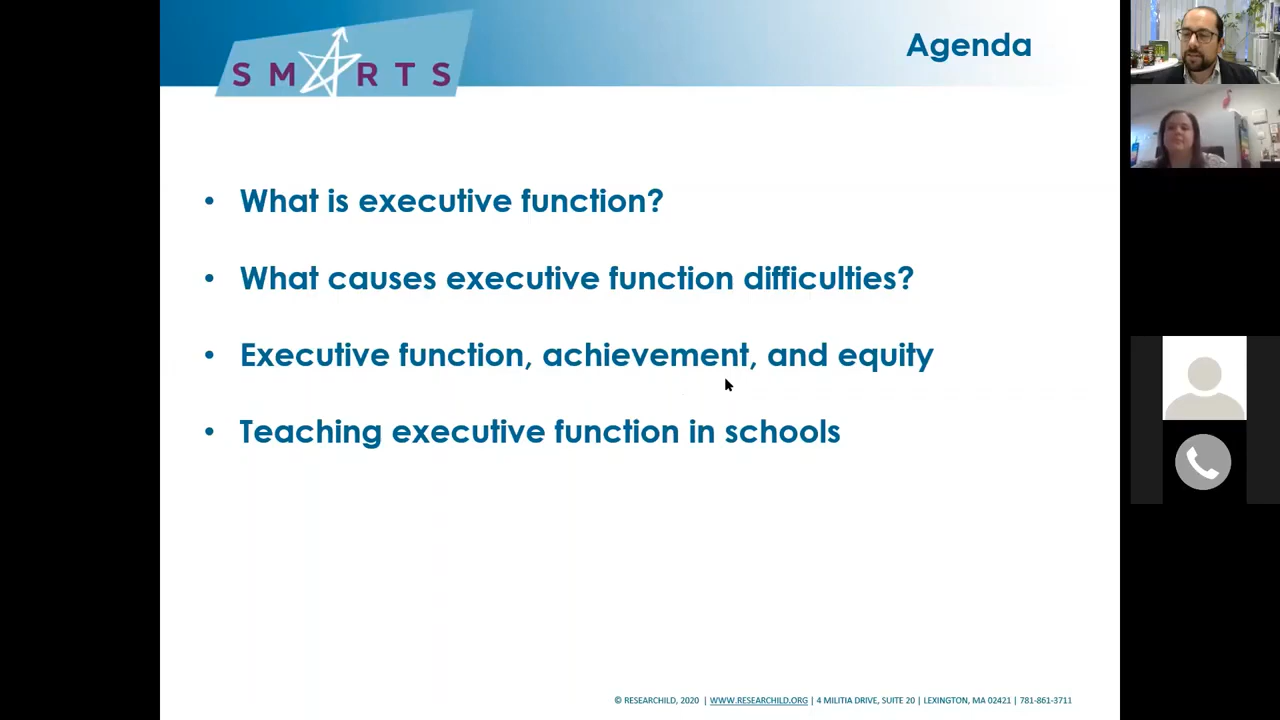 SMARTS
Agenda
• What is executive function?
• What causes executive function difficulties?
• Executive function, achievement, and equity
• Teaching executive function in schools
© RESEARCHILD, 2020 | WWW.RESEARCHILD.ORG | 4 MILITIA DRIVE, SUITE 20 | LEXINGTON, MA 02421 | 781-861-3711